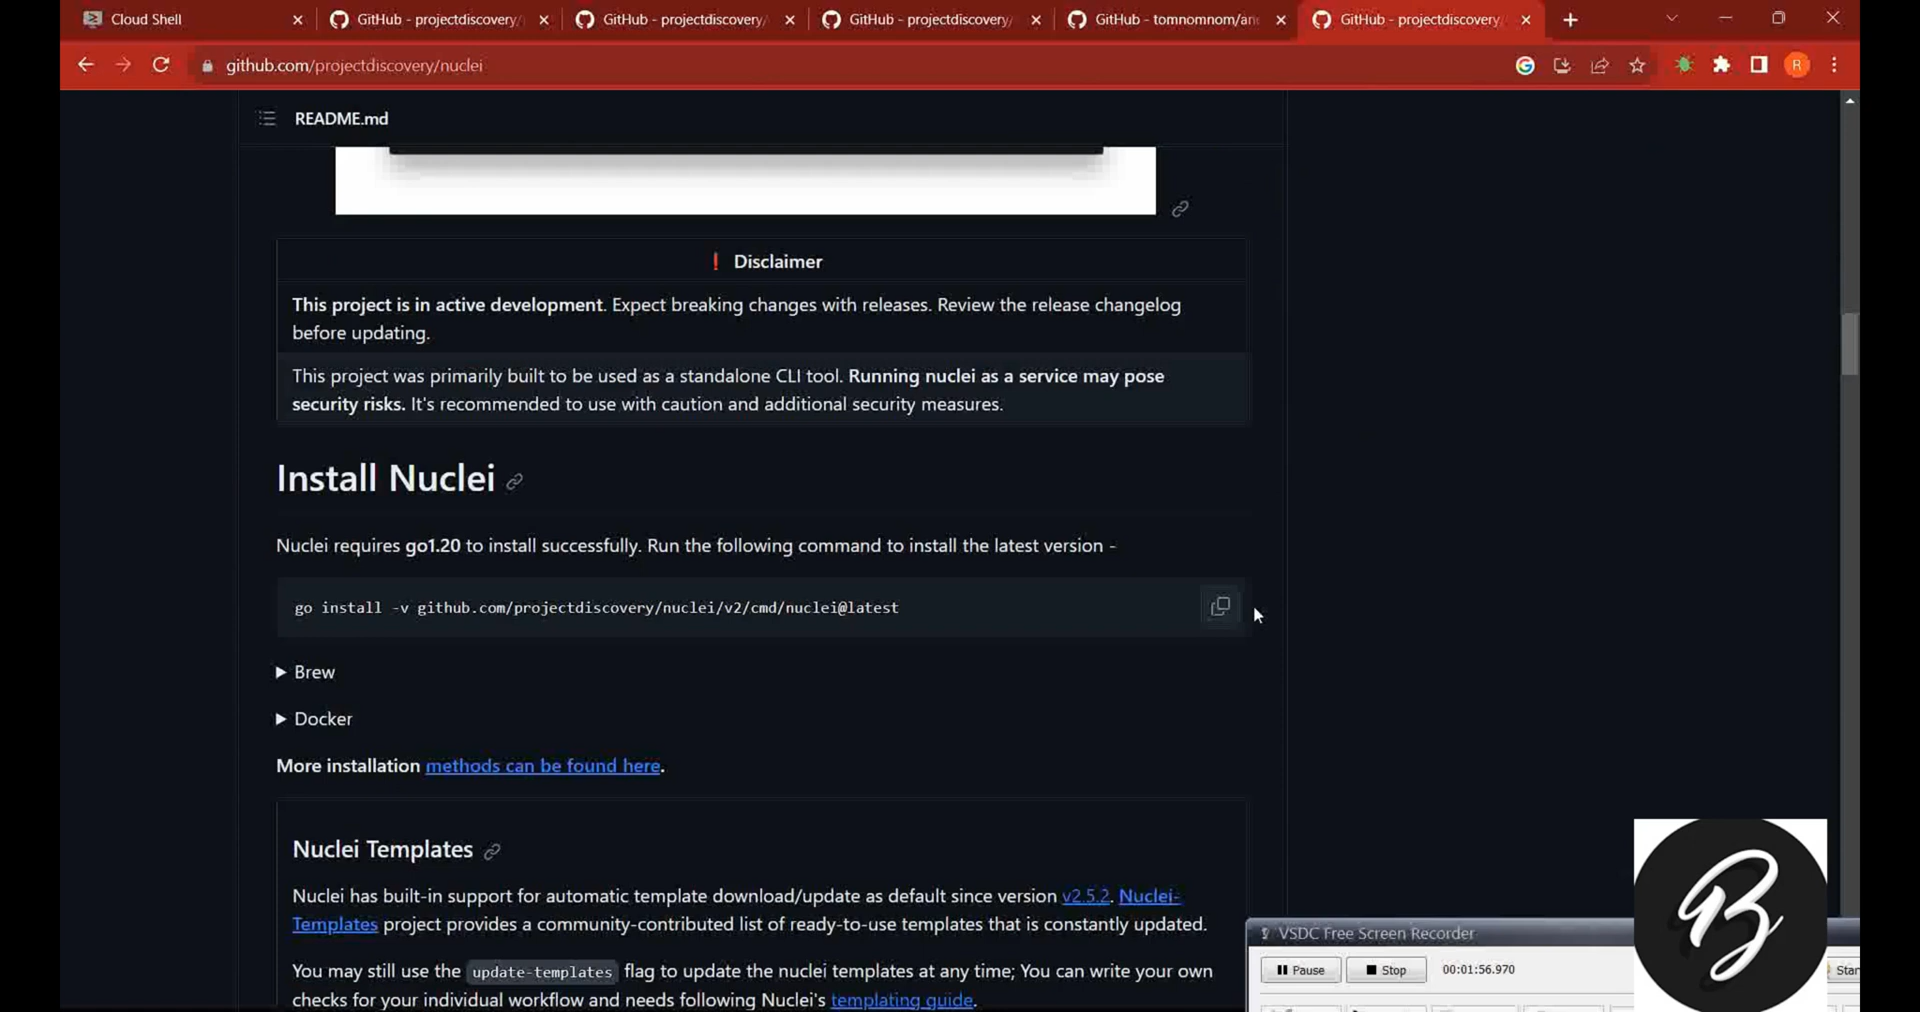 Cloud Shell
GitHub - projectdiscovery/
GitHub - projectdiscovery/
GitHub - projectdiscovery/
GitHub - tomnomnom/an
GitHub - projectdiscovery
github.com/projectdiscovery/nuclei
R
README.md
❗ Disclaimer
This project is in active development. Expect breaking changes with releases. Review the release changelog
before updating.
This project was primarily built to be used as a standalone CLI tool. Running nuclei as a service may pose
security risks. It's recommended to use with caution and additional security measures.
Install Nuclei
Nuclei requires go1.20 to install successfully. Run the following command to install the latest version -
go install -v github.com/projectdiscovery/nuclei/v2/cmd/nuclei@latest
Brew
Docker
More installation methods can be found here.
Nuclei Templates
Nuclei has built-in support for automatic template download/update as default since version v2.5.2. Nuclei-
Templates project provides a community-contributed list of ready-to-use templates that is constantly updated.
You may still use the update-templates flag to update the nuclei templates at any time; You can write your own
checks for your individual workflow and needs following Nuclei's templating guide.
VSDC Free Screen Recorder
Pause
Stop
00:01:56.970
Star
B